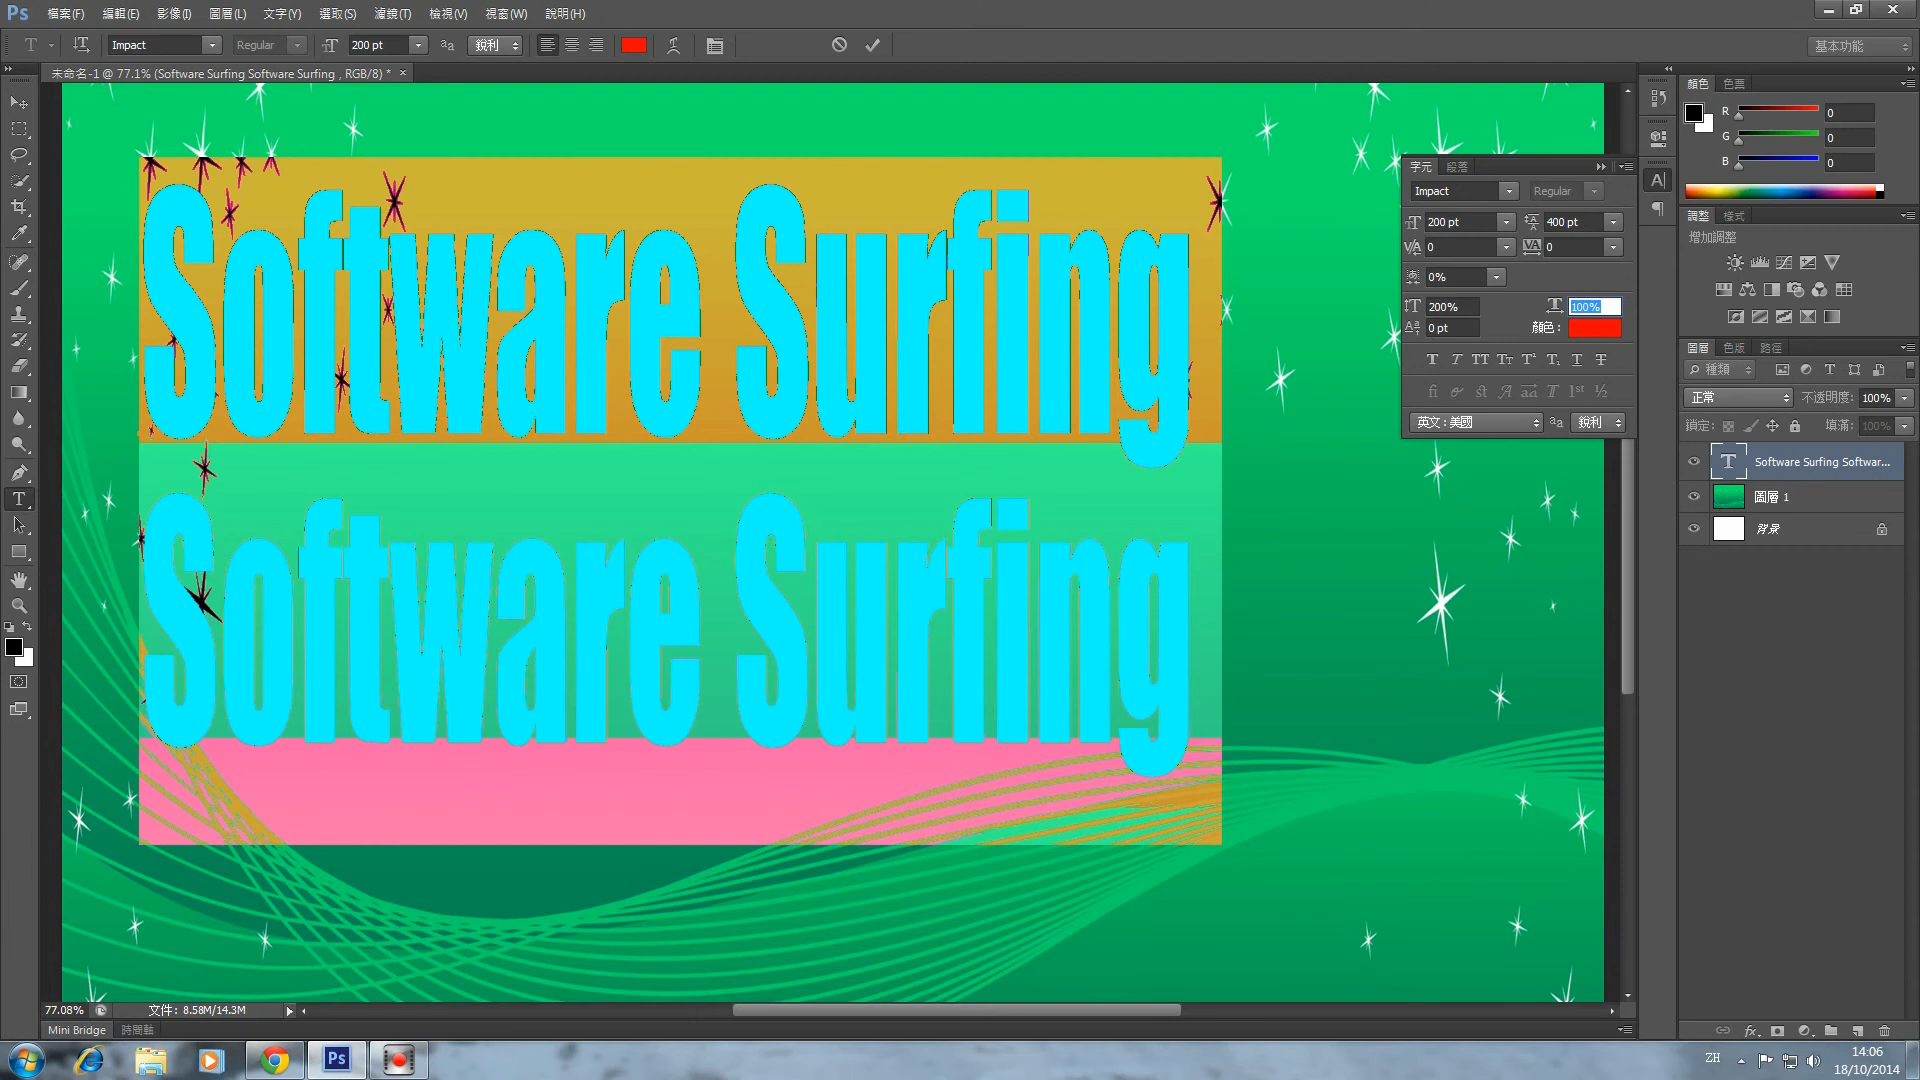 Ps 檔案(F) 編輯(E) 影像(I) 圖層(L) 文字(Y) 選取(S) 濾鏡(T) 檢視(V) 視窗(W) 說明(H)
T Impact Regular 200 pt aa 銳利 基本功能
未命名-1 @ 77.1% (Software Surfing Software Surfing , RGB/8) * ×
Software Surfing
Software Surfing
顏色 色票
R 0
G 0
B 0
字元 段落
Impact Regular
200 pt 400 pt
0 0
0%
200% 100%
0 pt 顏色 :
英文 : 美國 aa 銳利
調整 樣式
增加調整
圖層 色版 路徑
種類
正常 不透明度: 100%
鎖定: 填滿: 100%
Software Surfing Softwar...
圖層 1
背景
77.08% 文件: 8.58M/14.3M
Mini Bridge 時間軸
Ps
ZH 14:06
18/10/2014